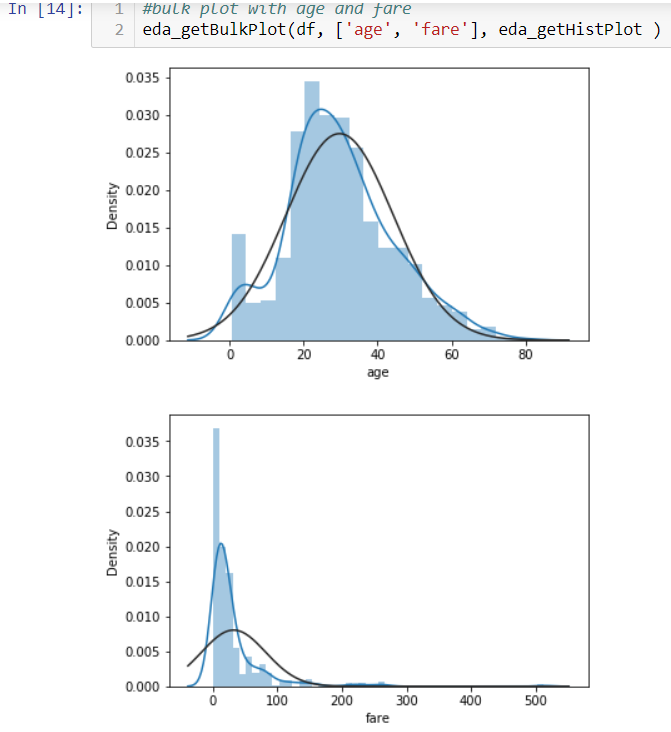 In [14]:
1 #bulk plot with age and fare
2 eda_getBulkPlot(df, ['age', 'fare'], eda_getHistPlot )
0.035
0.030
0.025
0.020
0.015
0.010
0.005
0.000
Density
0 20 40 60 80
age
0.035
0.030
0.025
0.020
0.015
0.010
0.005
0.000
Density
0 100 200 300 400 500
fare